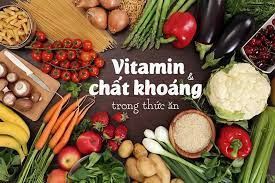 Vitamin
& chất khoáng
trong thức ăn